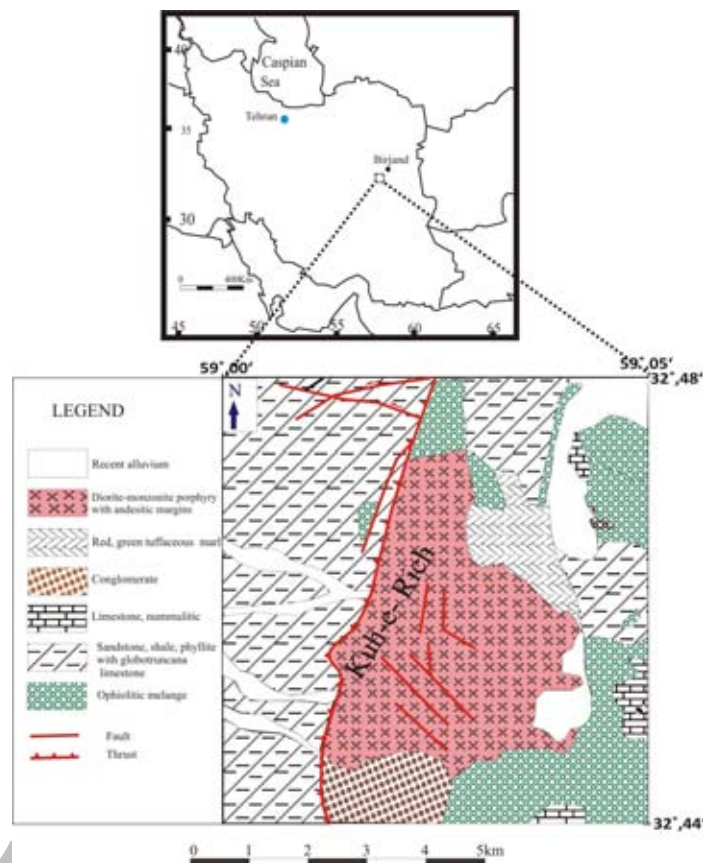 40
Caspian
Sea
Tehran
35
Birjand
30
0 400Km
45 50 55 60 65
59˚,00′ 59˚,05′
32˚,48′
N
LEGEND
Recent alluvium
Diorite-monzonite porphyry
with andesitic margins
Red, green tuffaceous marl
Conglomerate
Limestone, nummulitic
Sandstone, shale, phyllite
with globotruncana
limestone
Ophiolitic melange
Fault
Thrust
Kuh-e- Rich
32˚,44′
0 1 2 3 4 5km